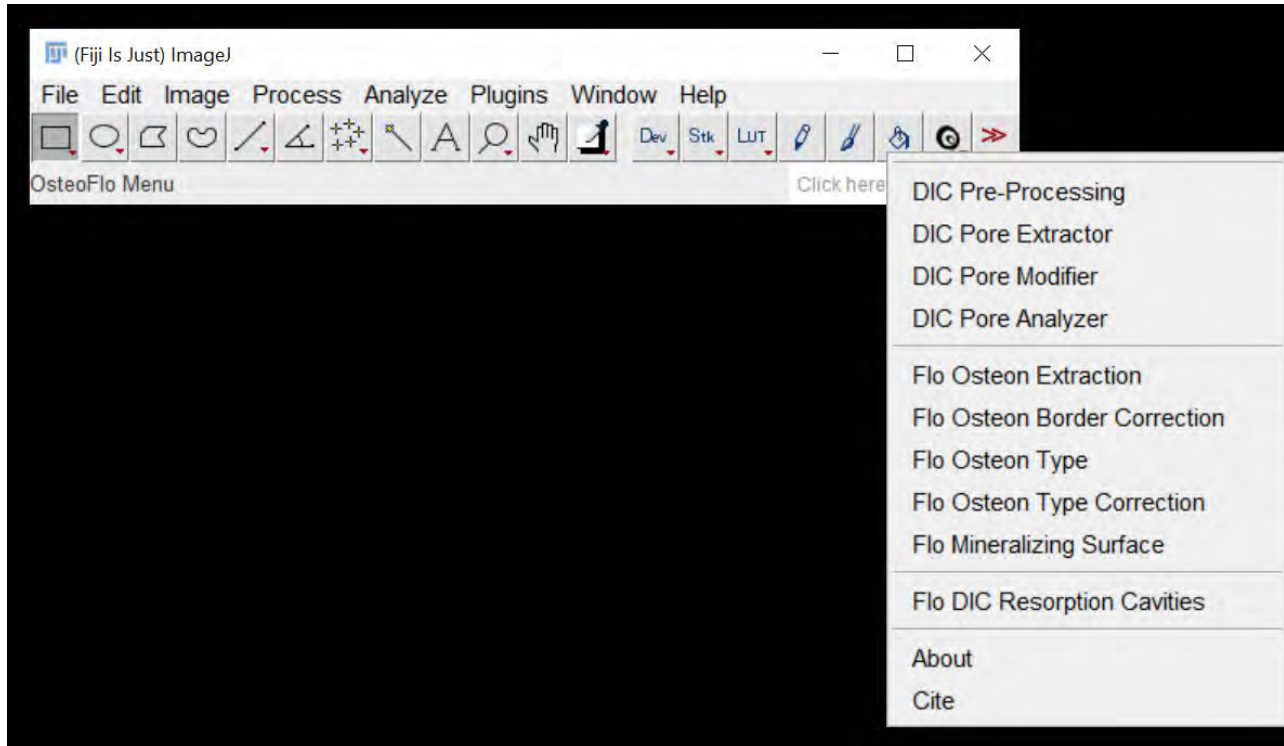 (Fiji Is Just) ImageJ
File Edit Image Process Analyze Plugins Window Help
A Dev Stk LUT
OsteoFlo Menu Click here
DIC Pre-Processing
DIC Pore Extractor
DIC Pore Modifier
DIC Pore Analyzer
Flo Osteon Extraction
Flo Osteon Border Correction
Flo Osteon Type
Flo Osteon Type Correction
Flo Mineralizing Surface
Flo DIC Resorption Cavities
About
Cite